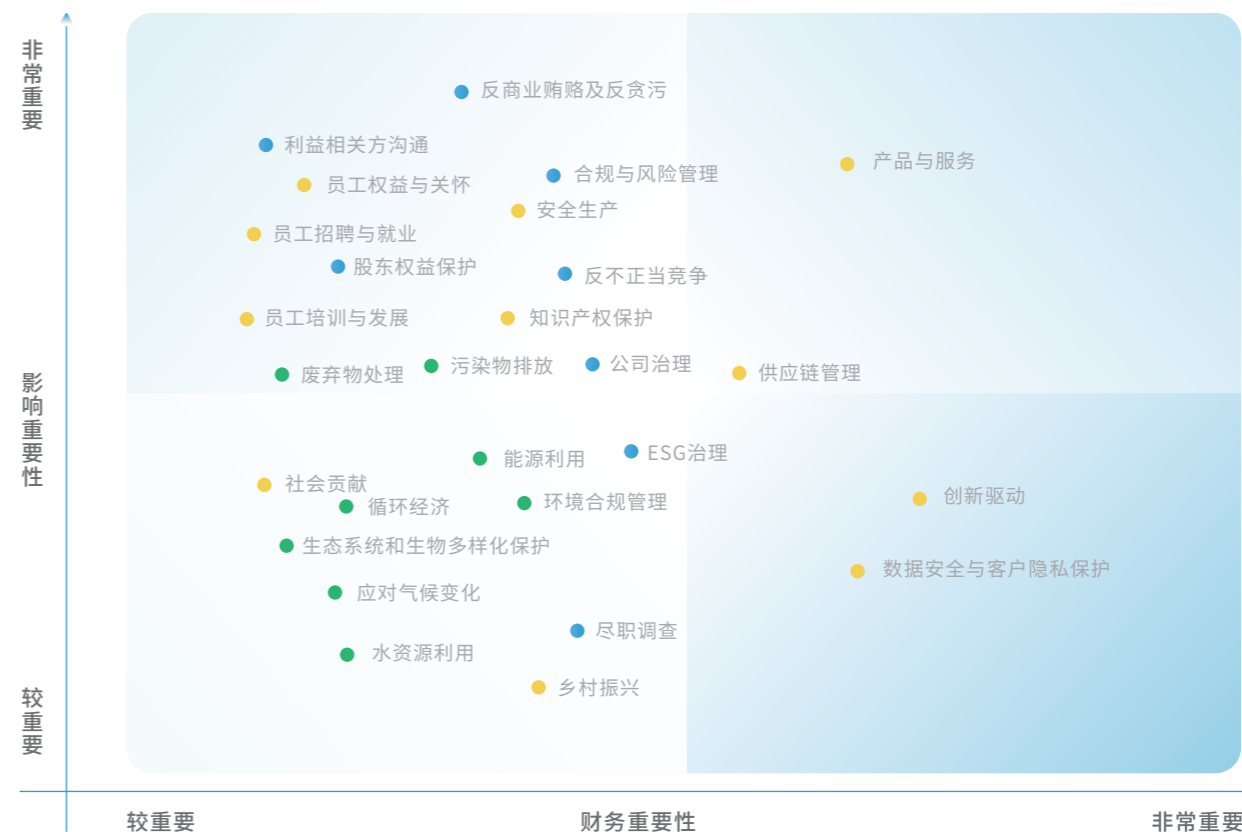 非常重要
影响重要性
较重要
反商业贿赂及反贪污
利益相关方沟通
产品与服务
合规与风险管理
员工权益与关怀
安全生产
员工招聘与就业
股东权益保护
反不正当竞争
员工培训与发展
知识产权保护
污染物排放
公司治理
废弃物处理
供应链管理
能源利用
ESG治理
社会贡献
循环经济
环境合规管理
创新驱动
生态系统和生物多样化保护
数据安全与客户隐私保护
应对气候变化
尽职调查
水资源利用
乡村振兴
较重要
财务重要性
非常重要